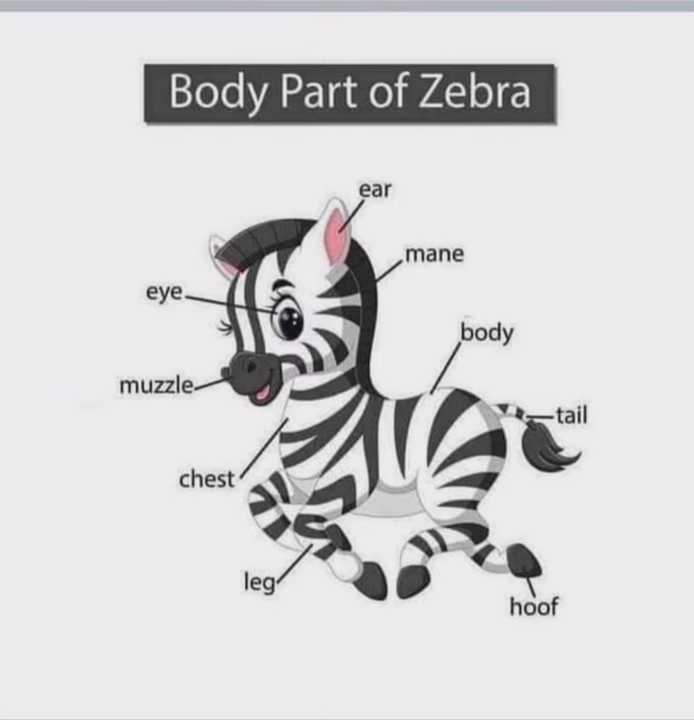 Body Part of Zebra
ear
mane
eye
body
muzzle
tail
chest
leg
hoof